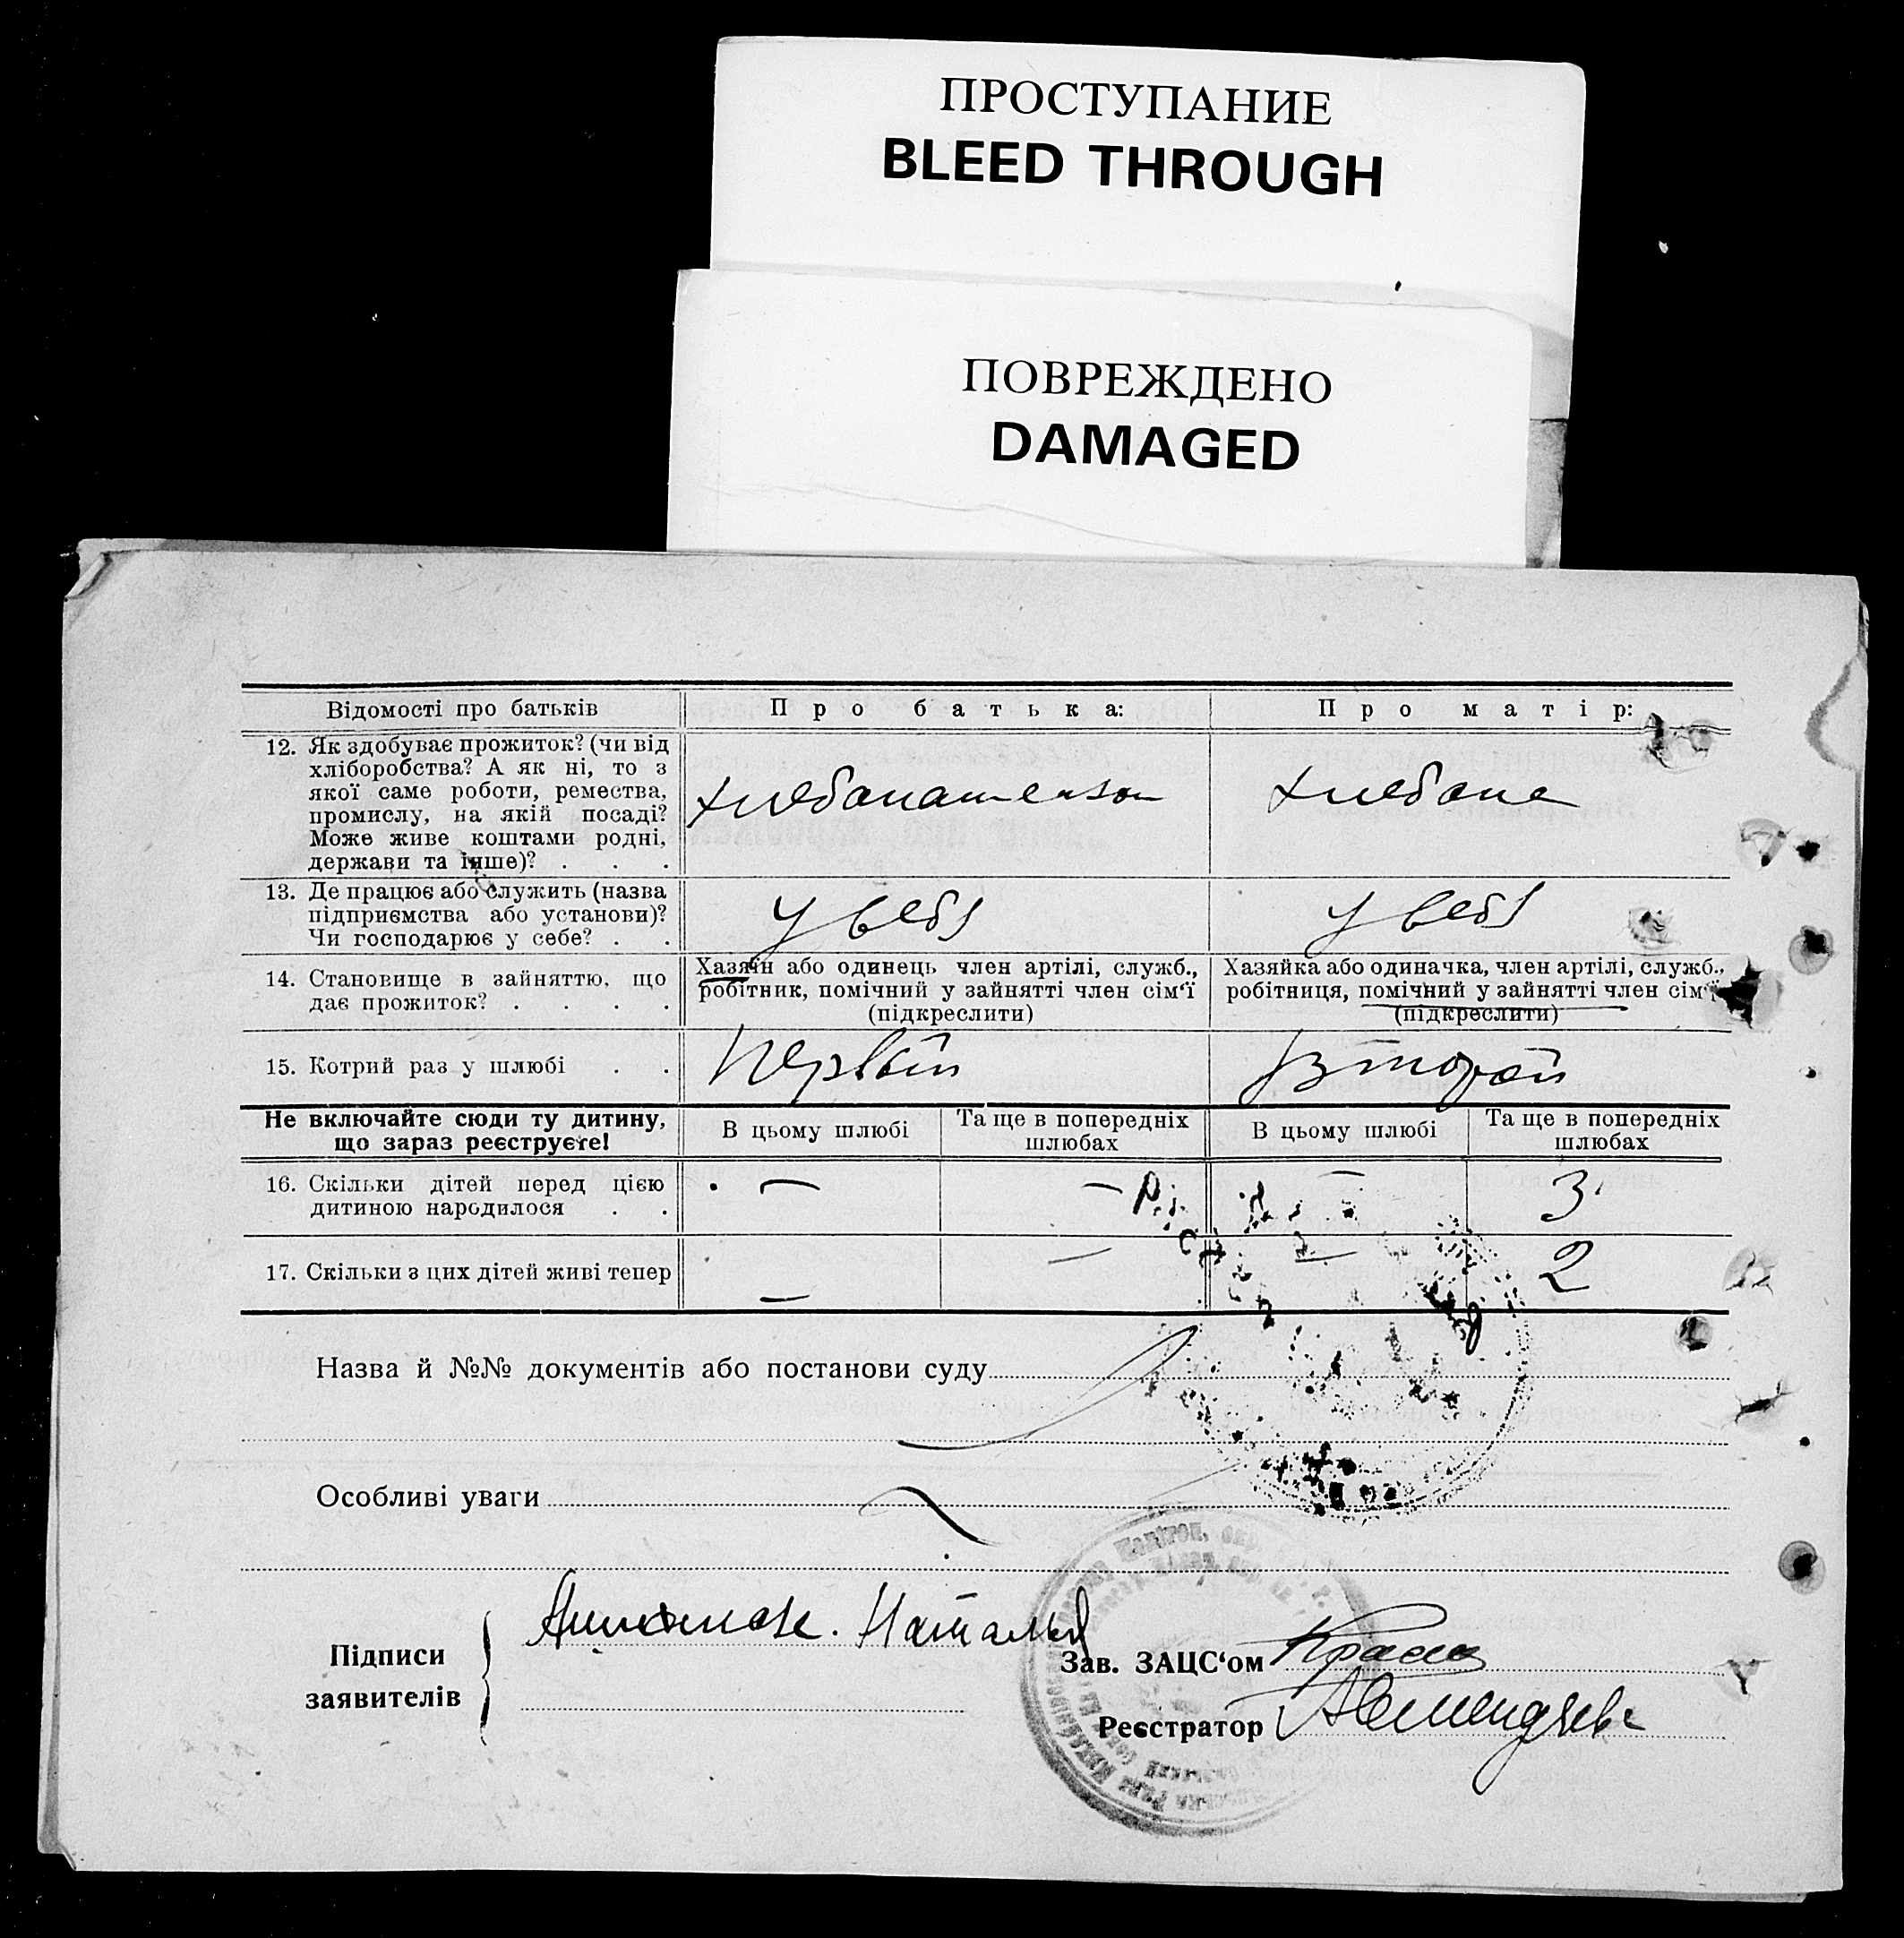 ПРОСТУПАНИЕ
BLEED THROUGH
ПОВРЕЖДЕНО
DAMAGED
Відомості про батьків
Про батька:
Про матір:
12. Як здобуває прожиток? (чи від
хліборобства? А як ні, то з
якої саме роботи, ремества,
промислу, на якій посаді?
Може живе коштами родні,
держави та інше)? . . .
13. Де працює або служить (назва
підприємства або установи)?
Чи господарює у себе? . .
у себя
у себя
14. Становище в зайняттю, що
дає прожиток? . . . .
Хазяїн або одинець член артілі, служб.,
робітник, помічний у зайнятті член сім‘ї
(підкреслити)
Хазяйка або одиначка, член артілі, служб.,
робітниця, помічний у зайнятті член сім‘ї
(підкреслити)
15. Котрий раз у шлюбі . .
Первый
Второй
Не включайте сюди ту дитину,
що зараз реєструєте!
В цьому шлюбі
Та ще в попередніх
шлюбах
В цьому шлюбі
Та ще в попередніх
шлюбах
16. Скільки дітей перед цією
дитиною народилося . .
—
—
—
3
17. Скільки з цих дітей живі тепер
—
—
—
2
Назва й №№ документів або постанови суду
Особливі уваги
Підписи
заявителів
Наталья
Зав. ЗАЦС‘ом
Реєстратор